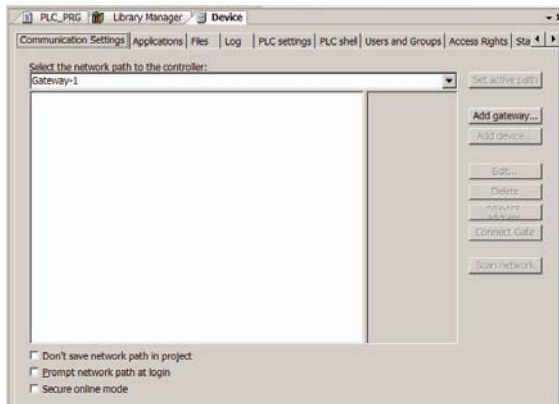 PLC_PRG Library Manager Device
Communication Settings Applications Files Log PLC settings PLC shell Users and Groups Access Rights Sta
Select the network path to the controller:
Gateway-1
Set active path
Add gateway...
Add device...
Edit...
Delete
address
Connect Gate
Scan network
Don't save network path in project
Prompt network path at login
Secure online mode